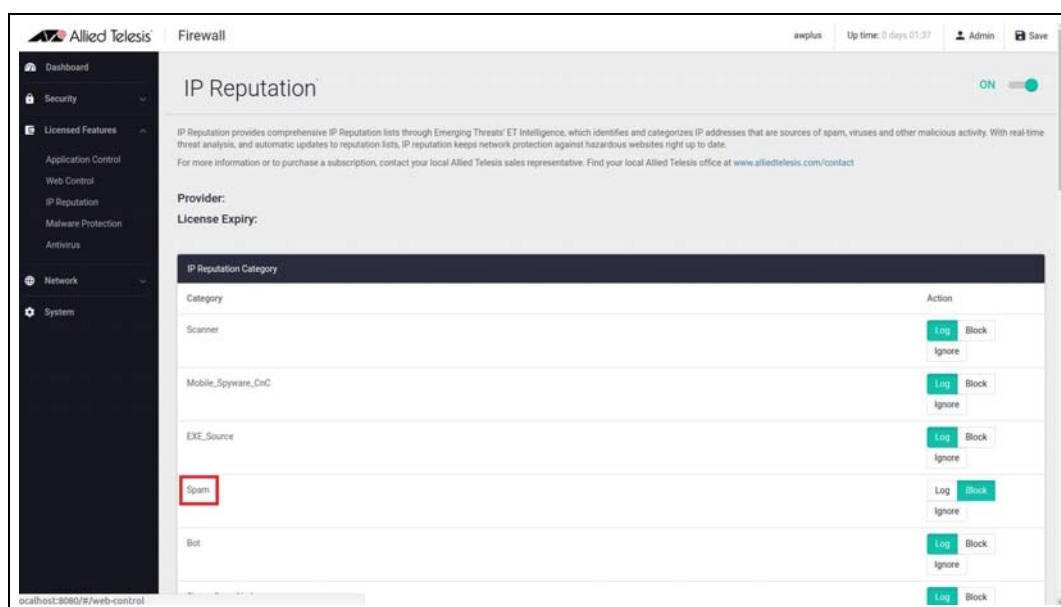 Allied Telesis
Firewall
awplus
Up time: 0 days 01:37
Admin
Save
Dashboard
Security
Licensed Features
Application Control
Web Control
IP Reputation
Malware Protection
Antivirus
Network
System
IP Reputation
ON
IP Reputation provides comprehensive IP Reputation lists through Emerging Threats' ET Intelligence, which identifies and categorizes IP addresses that are sources of spam, viruses and other malicious activity. With real-time
threat analysis, and automatic updates to reputation lists, IP reputation keeps network protection against hazardous websites right up to date.
For more information or to purchase a subscription, contact your local Allied Telesis sales representative. Find your local Allied Telesis office at www.alliedtelesis.com/contact
Provider:
License Expiry:
IP Reputation Category
Category Action
Scanner Log Block
Ignore
Mobile_Spyware_CnC Log Block
Ignore
EXE_Source Log Block
Ignore
Spam Log Block
Ignore
Bot Log Block
Ignore
Log Block
ocalhost:8080/#/web-control